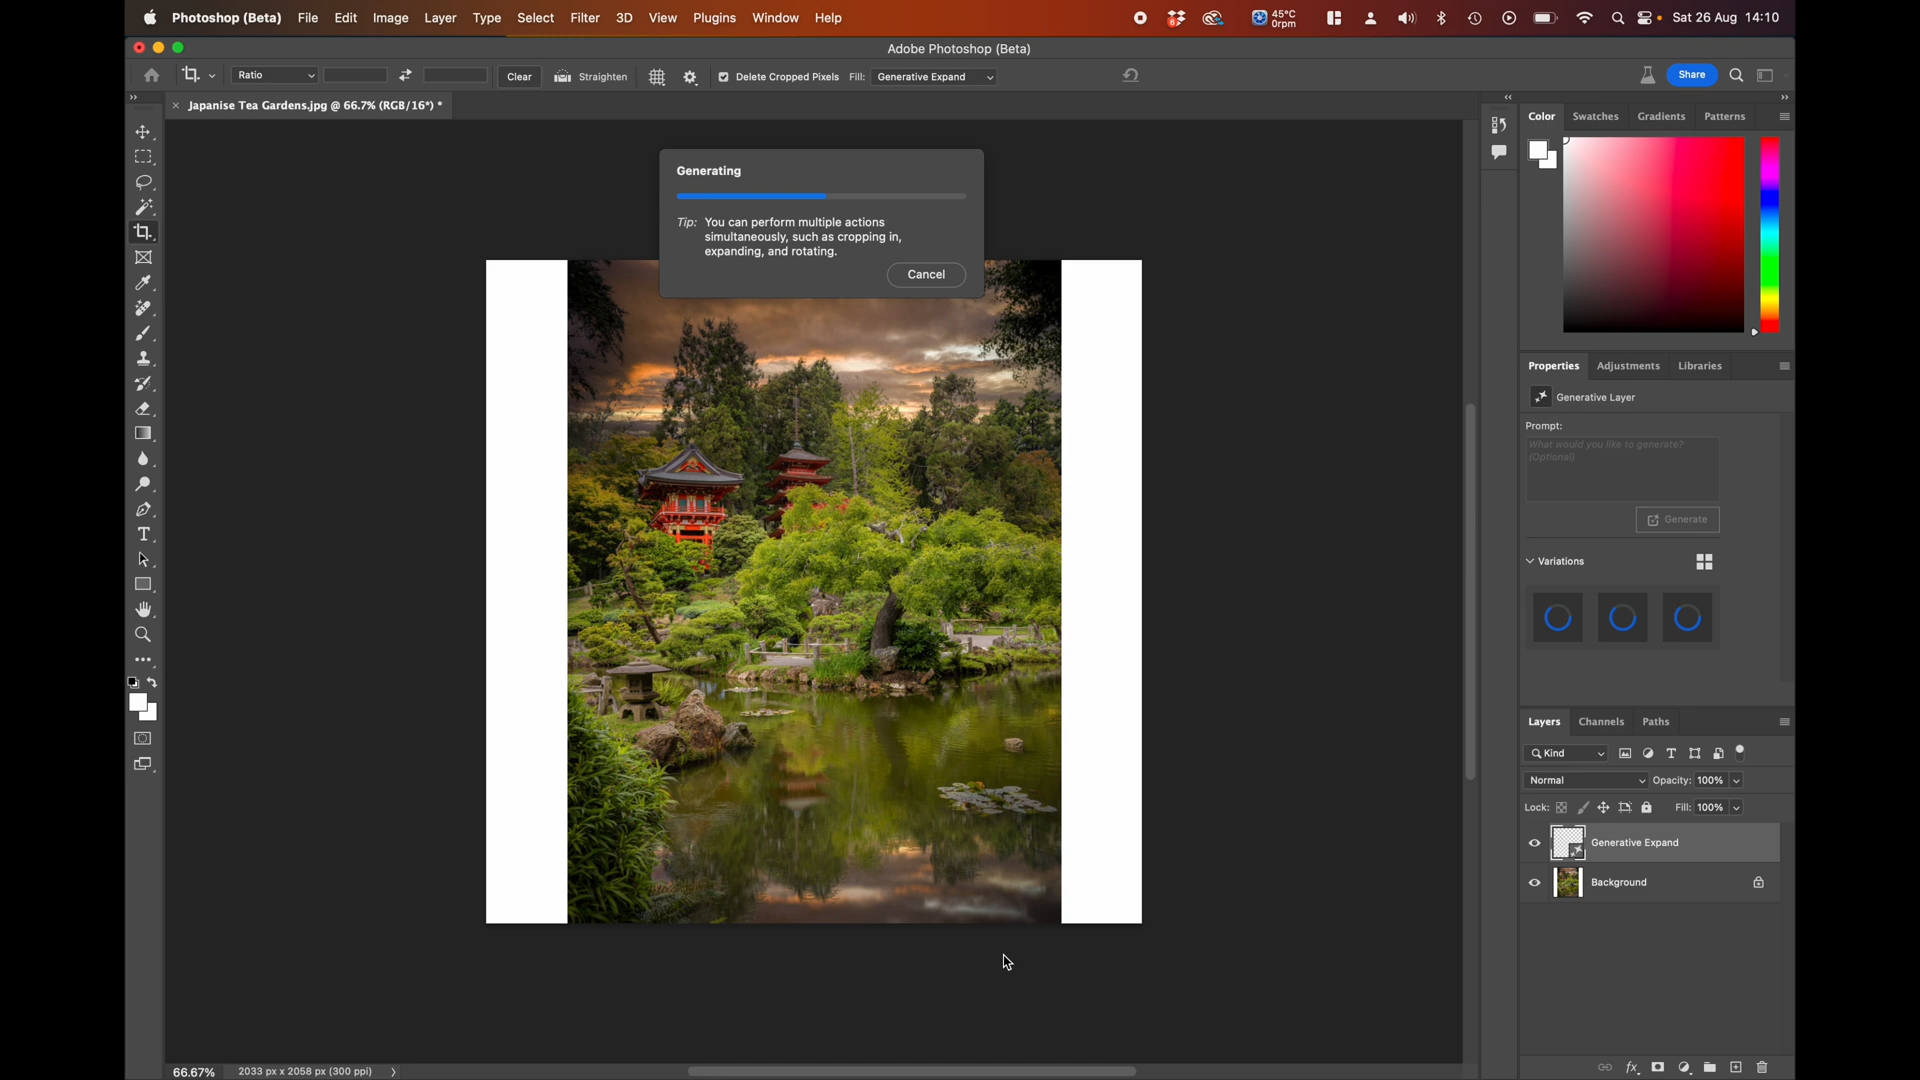 Photoshop (Beta) File Edit Image Layer Type Select Filter 3D View Plugins Window Help
6
45°C
0rpm
Sat 26 Aug 14:10
Adobe Photoshop (Beta)
Ratio
Clear
Straighten
Delete Cropped Pixels
Fill: Generative Expand
Share
Japanise Tea Gardens.jpg @ 66.7% (RGB/16*) *
Generating
Tip: You can perform multiple actions
simultaneously, such as cropping in,
expanding, and rotating.
Cancel
Color Swatches Gradients Patterns
Properties Adjustments Libraries
Generative Layer
Prompt:
What would you like to generate?
(Optional)
Generate
Variations
Layers Channels Paths
Kind
Normal
Opacity: 100%
Lock:
Fill: 100%
Generative Expand
Background
66.67%
2033 px x 2058 px (300 ppi)